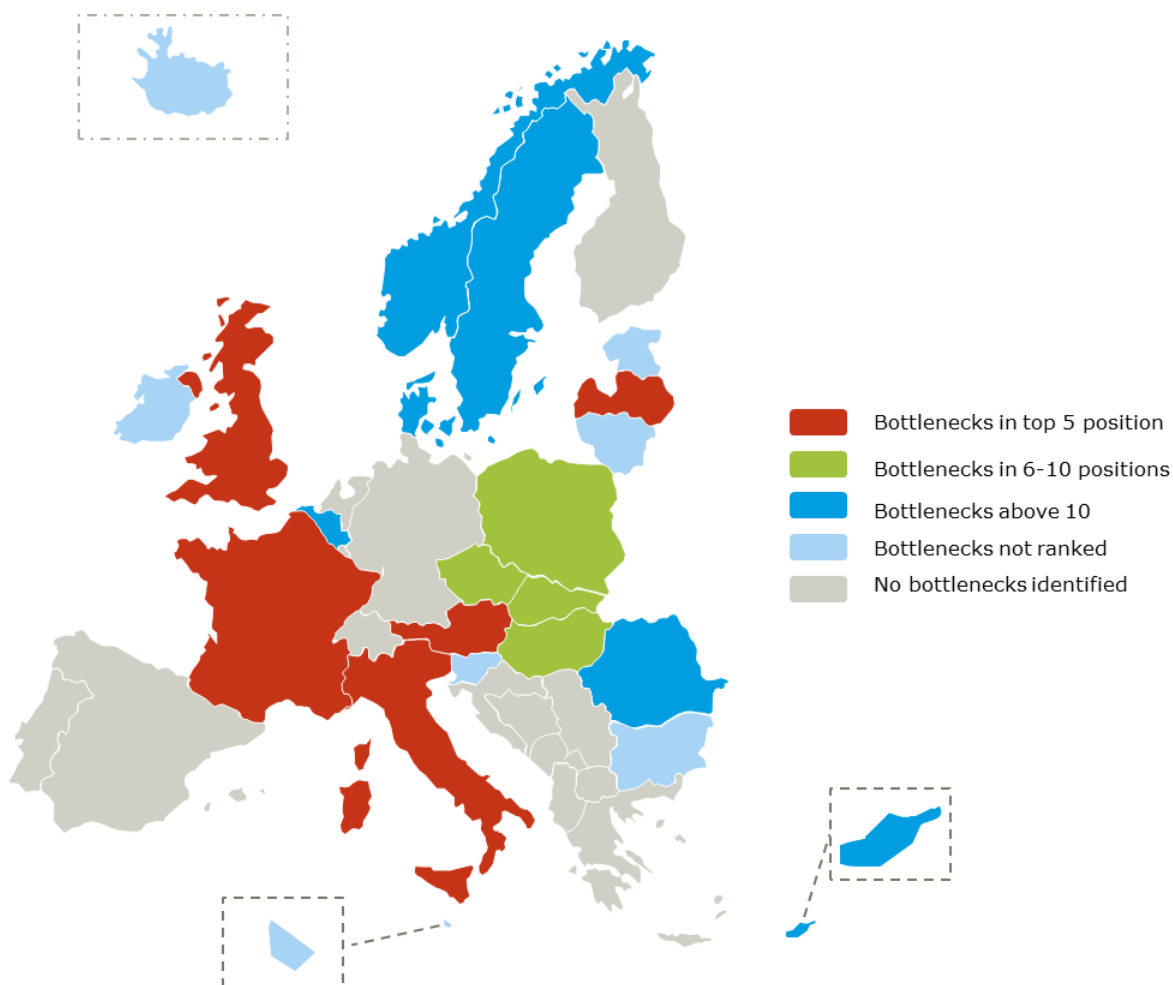 Bottlenecks in top 5 position
Bottlenecks in 6-10 positions
Bottlenecks above 10
Bottlenecks not ranked
No bottlenecks identified